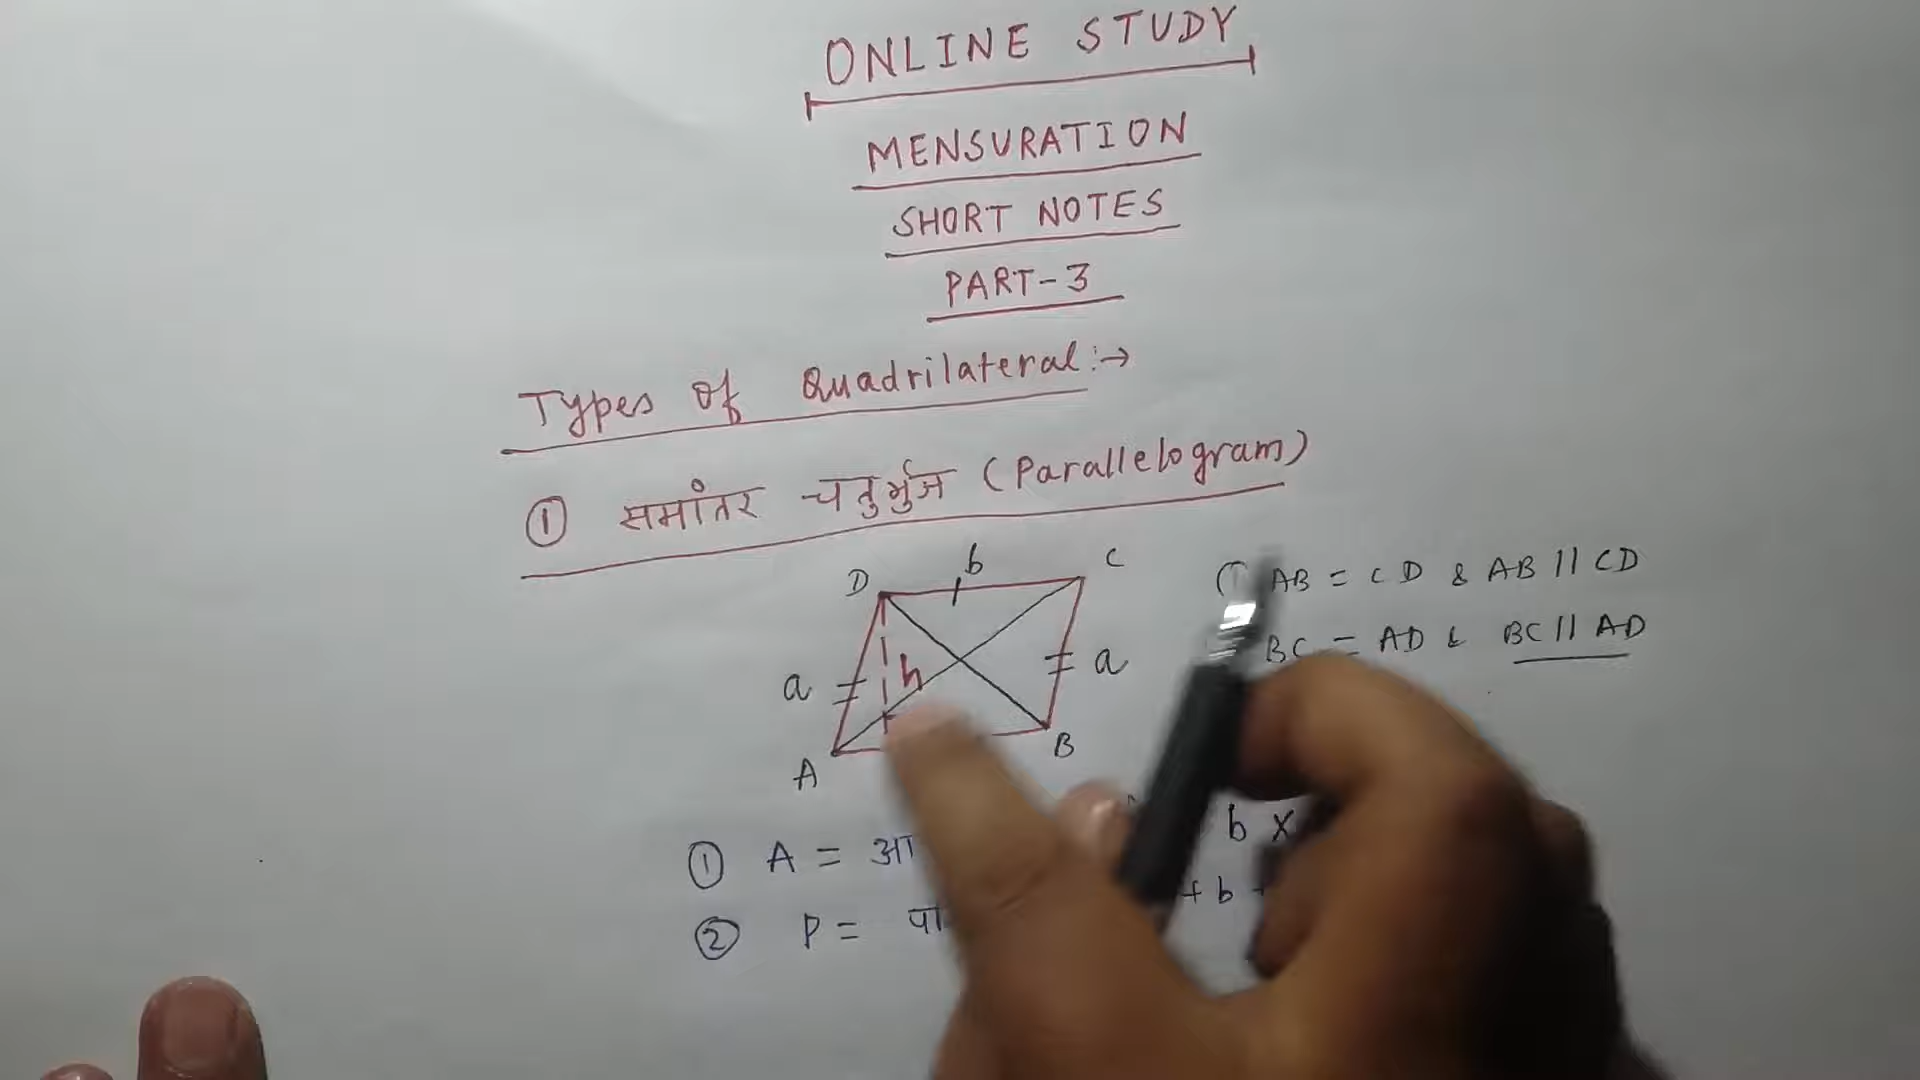 ONLINE STUDY
MENSURATION
SHORT NOTES
PART-3
Types of Quadrilateral:→
① समांतर चतुर्भुज (Parallelogram)
D b C
AB = CD & AB || CD
BC = AD & BC || AD
a h a
A B
① A = b x
② P = + b +